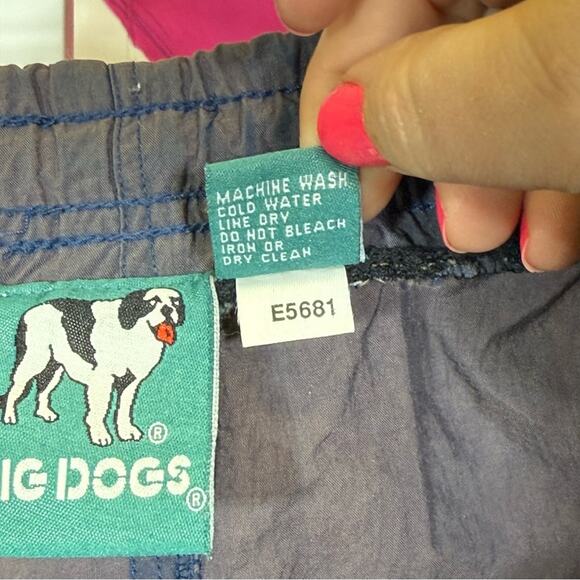 MACHINE WASH
COLD WATER
LINE DRY
DO NOT BLEACH
IRON OR
DRY CLEAN
E5681
®
IG DOGS®